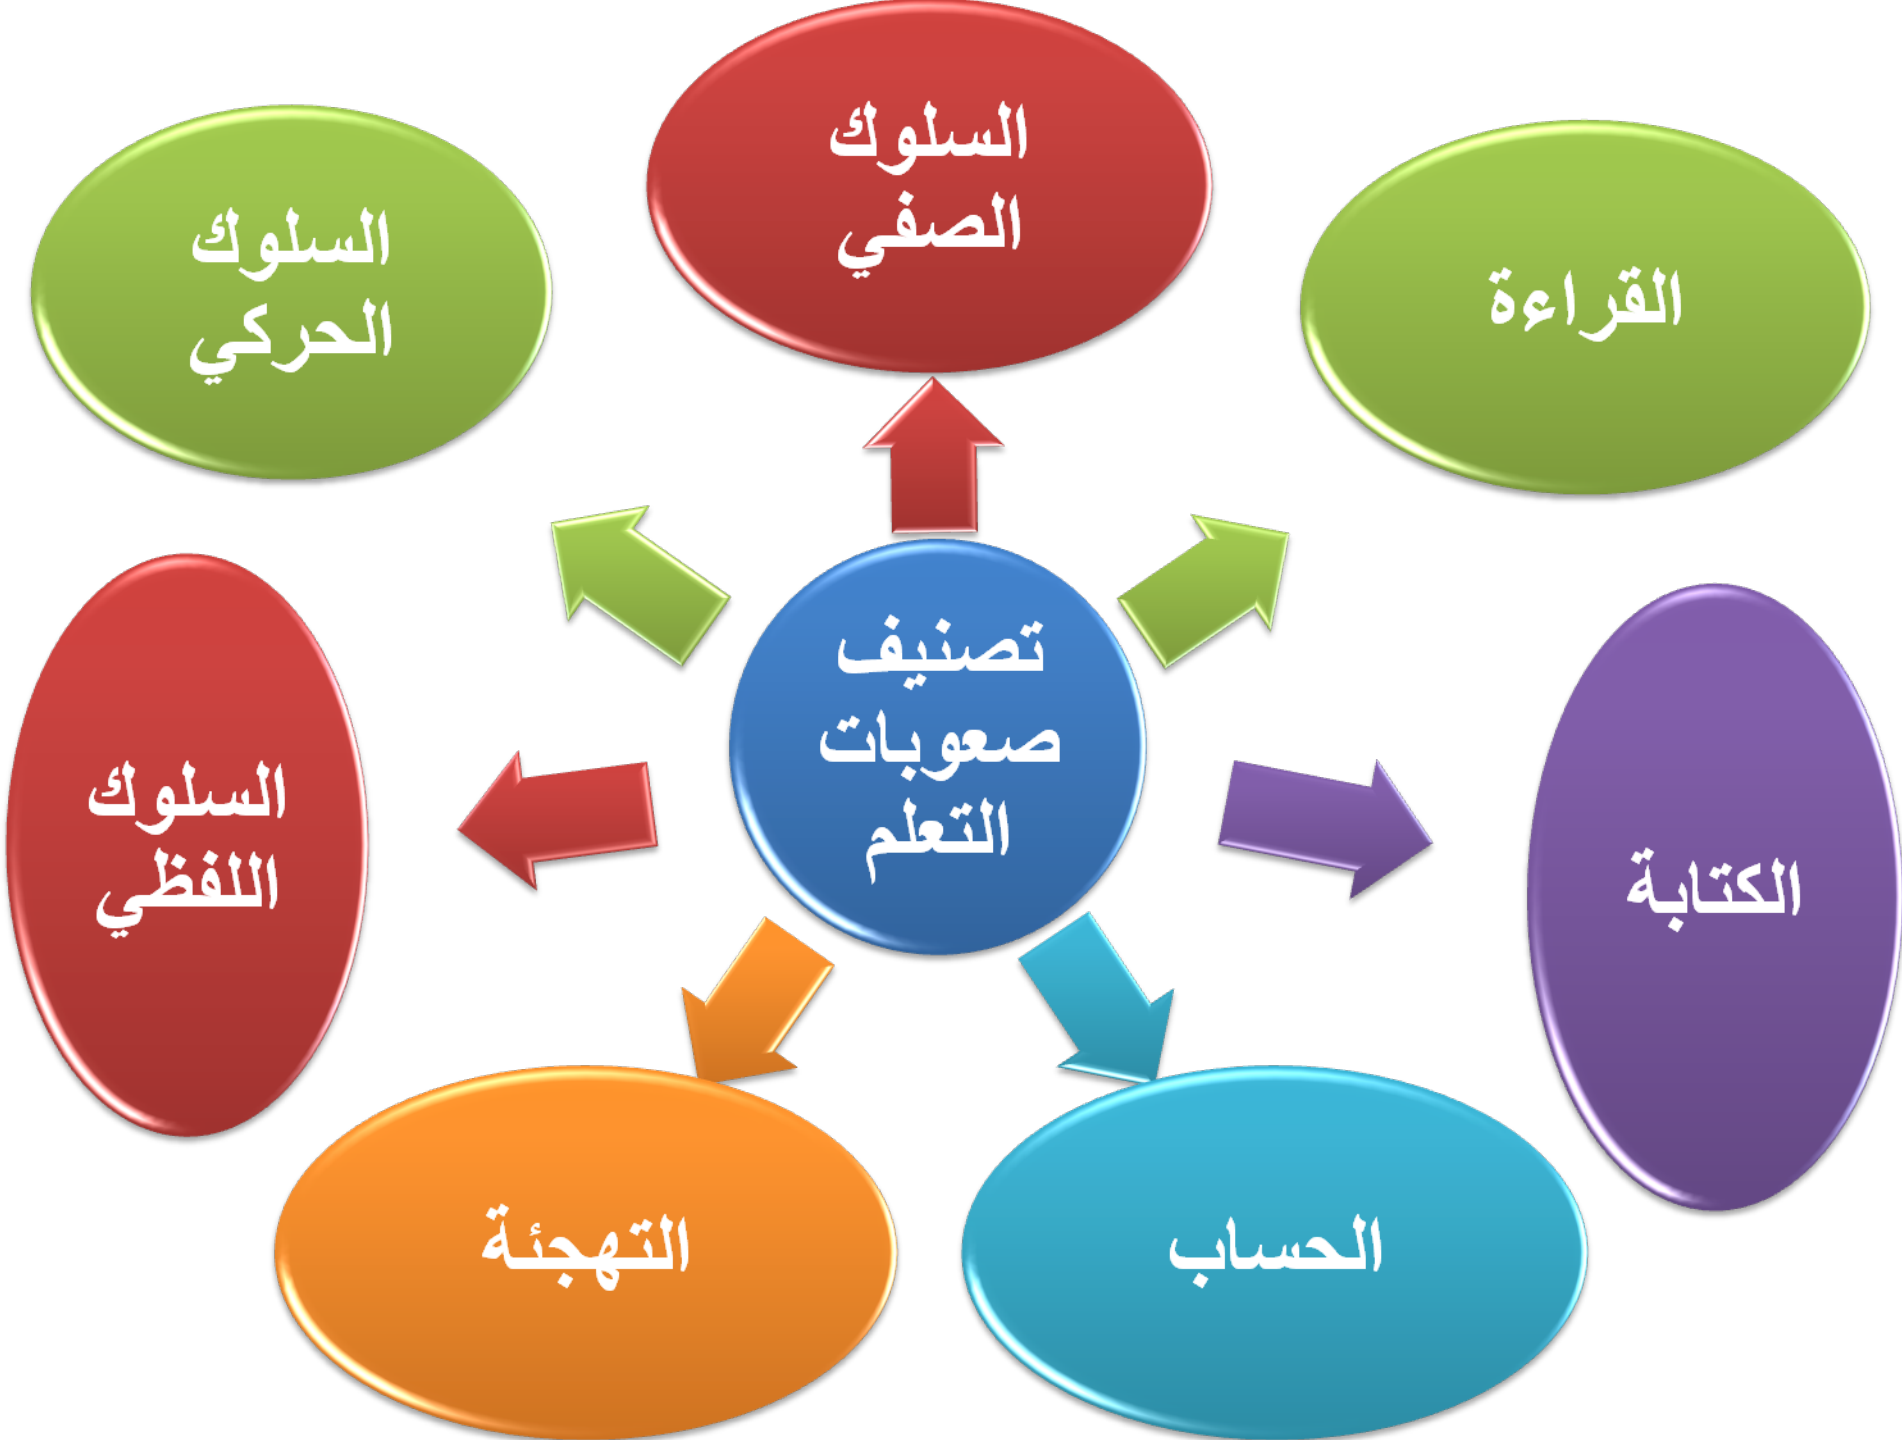 السلوك
الصفي
القراءة
السلوك
الحركي
تصنيف
صعوبات
التعلم
الكتابة
السلوك
اللفظي
الحساب
التهجئة